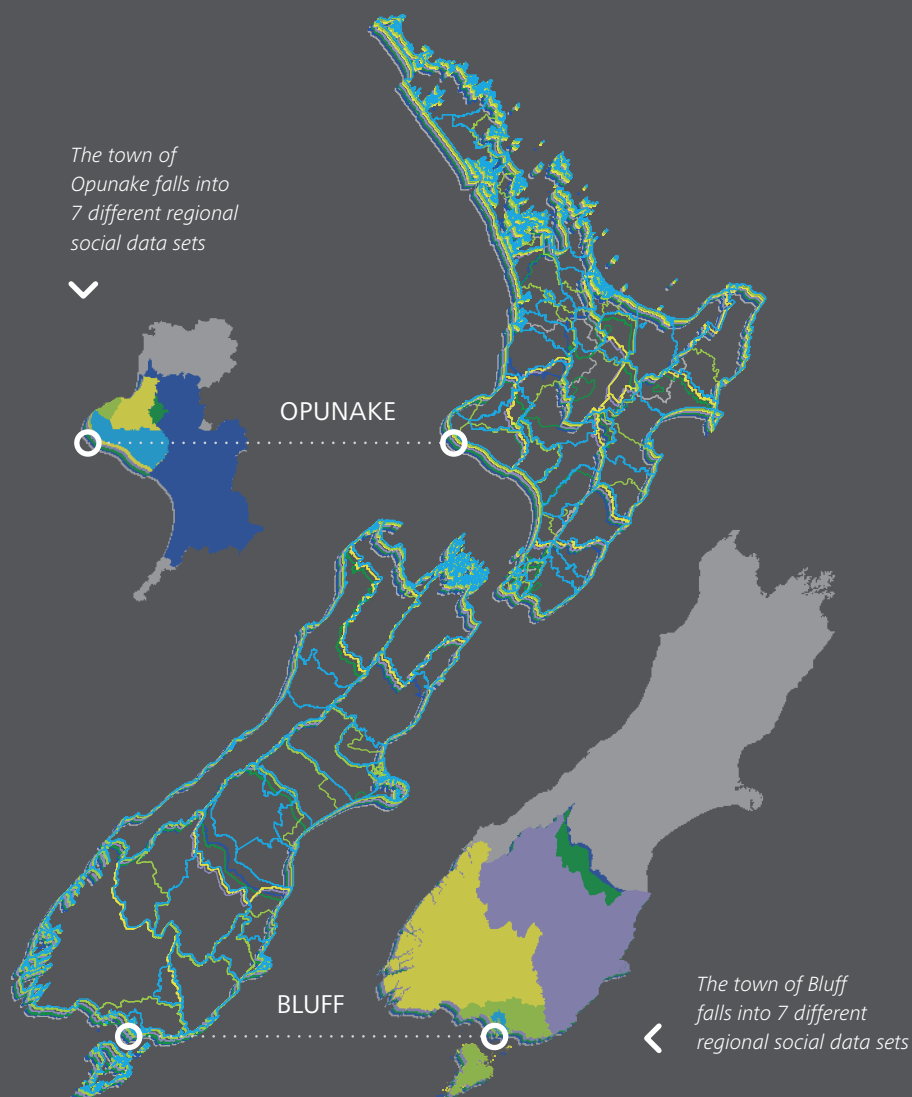 The town of
Opunake falls into
7 different regional
social data sets
OPUNAKE
BLUFF
The town of Bluff
falls into 7 different
regional social data sets